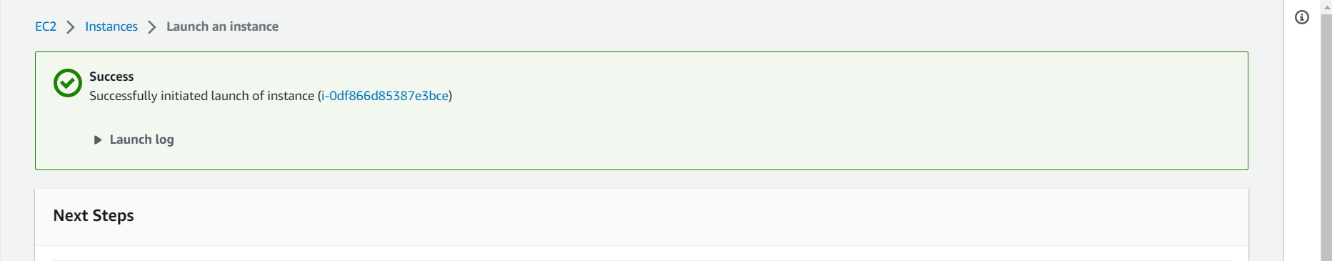 EC2 > Instances > Launch an instance
Success
Successfully initiated launch of instance (i-0df866d85387e3bce)
Launch log
Next Steps